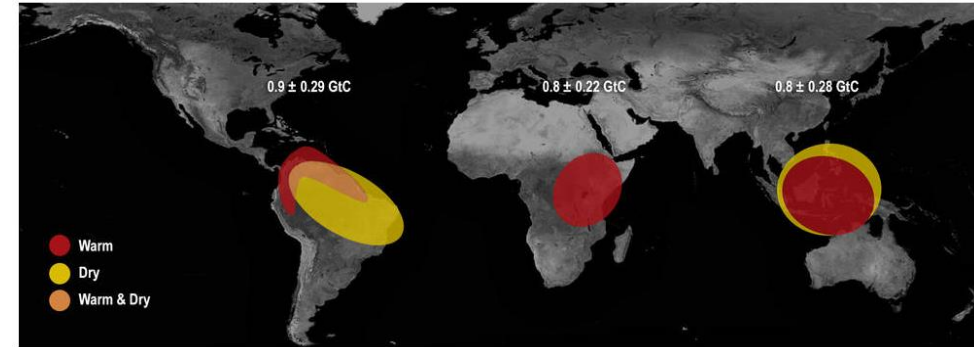 0.9 ± 0.29 GtC
0.8 ± 0.22 GtC
0.8 ± 0.28 GtC
Warm
Dry
Warm & Dry